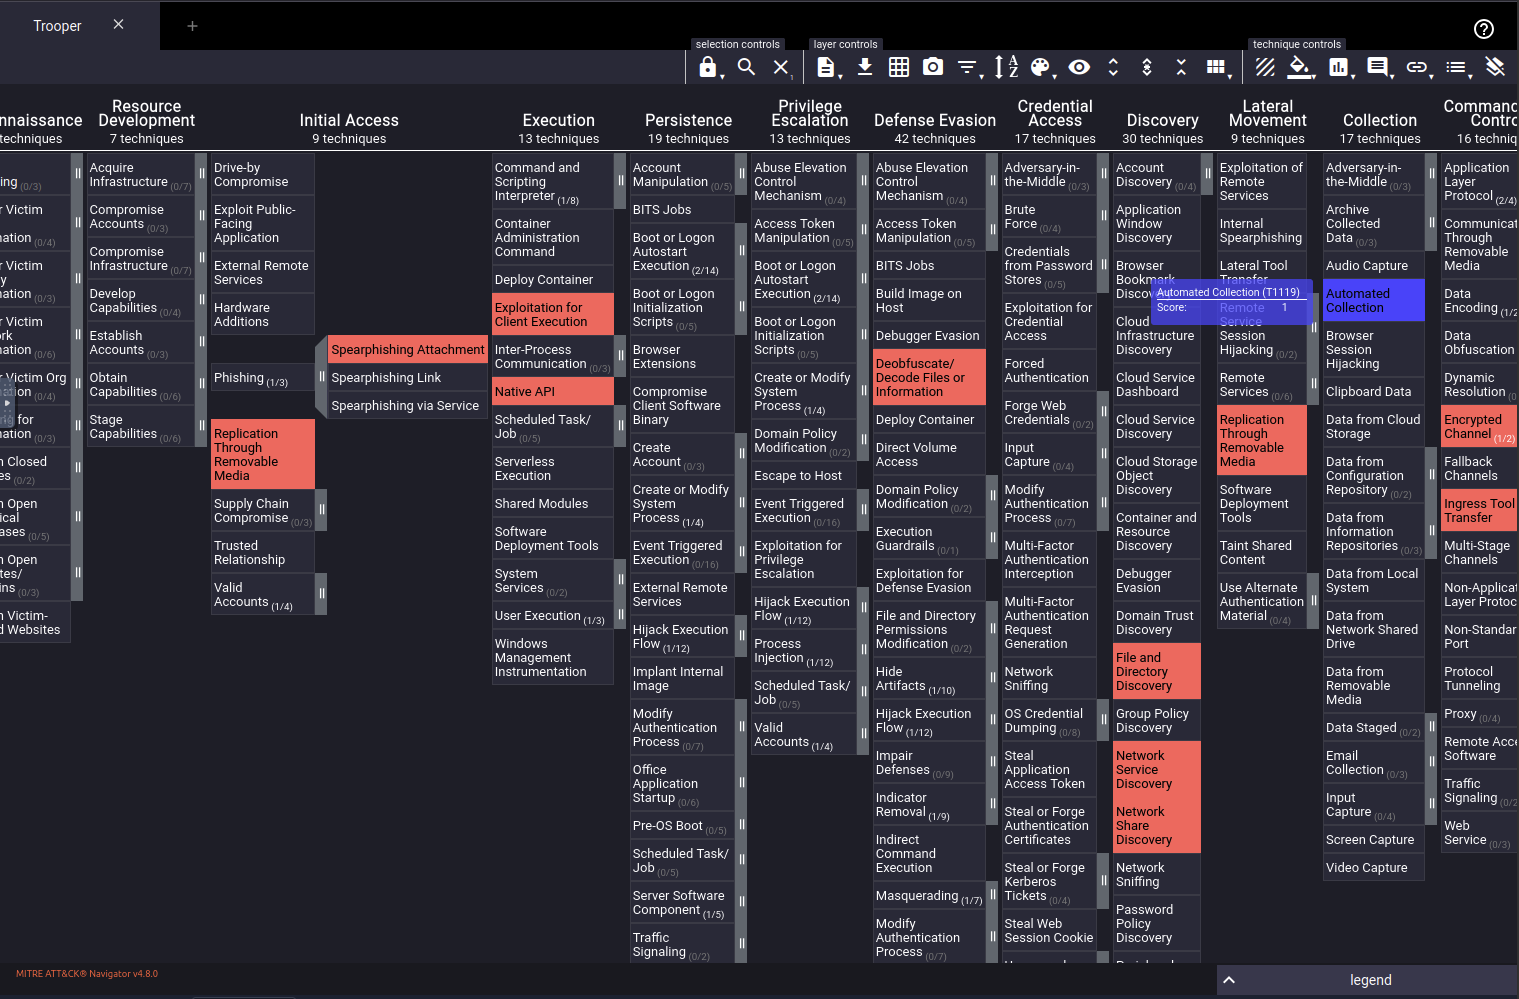 Trooper
selection controls
layer controls
technique controls
nnaissance
techniques
ing (0/3)
r Victim
nation (0/4)
r Victim
y
nation (0/3)
r Victim
rk
nation (0/6)
r Victim Org
tion (0/4)
g for
nation (0/3)
n Closed
es (0/2)
n Open
ical
ases (0/5)
n Open
tes/
ins (0/3)
n Victim-
d Websites
Resource
Development
7 techniques
Acquire
Infrastructure (0/7)
Compromise
Accounts (0/3)
Compromise
Infrastructure (0/7)
Develop
Capabilities (0/4)
Establish
Accounts (0/3)
Obtain
Capabilities (0/6)
Stage
Capabilities (0/6)
Initial Access
9 techniques
Drive-by
Compromise
Exploit Public-
Facing
Application
External Remote
Services
Hardware
Additions
Phishing (1/3)
Spearphishing Attachment
Spearphishing Link
Spearphishing via Service
Replication
Through
Removable
Media
Supply Chain
Compromise (0/3)
Trusted
Relationship
Valid
Accounts (1/4)
Execution
13 techniques
Command and
Scripting
Interpreter (1/8)
Container
Administration
Command
Deploy Container
Exploitation for
Client Execution
Inter-Process
Communication (0/3)
Native API
Scheduled Task/
Job (0/5)
Serverless
Execution
Shared Modules
Software
Deployment Tools
System
Services (0/2)
User Execution (1/3)
Windows
Management
Instrumentation
Persistence
19 techniques
Account
Manipulation (0/5)
BITS Jobs
Boot or Logon
Autostart
Execution (2/14)
Boot or Logon
Initialization
Scripts (0/5)
Browser
Extensions
Compromise
Client Software
Binary
Create
Account (0/3)
Create or Modify
System
Process (1/4)
Event Triggered
Execution (0/16)
External Remote
Services
Hijack Execution
Flow (1/12)
Implant Internal
Image
Modify
Authentication
Process (0/7)
Office
Application
Startup (0/6)
Pre-OS Boot (0/5)
Scheduled Task/
Job (0/5)
Server Software
Component (1/5)
Traffic
Signaling (0/2)
Privilege
Escalation
13 techniques
Abuse Elevation
Control
Mechanism (0/4)
Access Token
Manipulation (0/5)
Boot or Logon
Autostart
Execution (2/14)
Boot or Logon
Initialization
Scripts (0/5)
Create or Modify
System
Process (1/4)
Domain Policy
Modification (0/2)
Escape to Host
Event Triggered
Execution (0/16)
Exploitation for
Privilege
Escalation
Hijack Execution
Flow (1/12)
Process
Injection (1/12)
Scheduled Task/
Job (0/5)
Valid
Accounts (1/4)
Defense Evasion
42 techniques
Abuse Elevation
Control
Mechanism (0/4)
Access Token
Manipulation (0/5)
BITS Jobs
Build Image on
Host
Debugger Evasion
Deobfuscate/
Decode Files or
Information
Deploy Container
Direct Volume
Access
Domain Policy
Modification (0/2)
Execution
Guardrails (0/1)
Exploitation for
Defense Evasion
File and Directory
Permissions
Modification (0/2)
Hide
Artifacts (1/10)
Hijack Execution
Flow (1/12)
Impair
Defenses (0/9)
Indicator
Removal (1/9)
Indirect
Command
Execution
Masquerading (1/7)
Modify
Authentication
Process (0/7)
Credential
Access
17 techniques
Adversary-in-
the-Middle (0/3)
Brute
Force (0/4)
Credentials
from Password
Stores (0/5)
Exploitation for
Credential
Access
Forced
Authentication
Forge Web
Credentials (0/2)
Input
Capture (0/4)
Modify
Authentication
Process (0/7)
Multi-Factor
Authentication
Interception
Multi-Factor
Authentication
Request
Generation
Network
Sniffing
OS Credential
Dumping (0/8)
Steal
Application
Access Token
Steal or Forge
Authentication
Certificates
Steal or Forge
Kerberos
Tickets (0/4)
Steal Web
Session Cookie
Discovery
30 techniques
Account
Discovery (0/4)
Application
Window
Discovery
Browser
Bookmark
Disco
Cloud
Infrastructure
Discovery
Cloud Service
Dashboard
Cloud Service
Discovery
Cloud Storage
Object
Discovery
Container and
Resource
Discovery
Debugger
Evasion
Domain Trust
Discovery
File and
Directory
Discovery
Group Policy
Discovery
Network
Service
Discovery
Network
Share
Discovery
Network
Sniffing
Password
Policy
Discovery
Lateral
Movement
9 techniques
Exploitation of
Remote
Services
Internal
Spearphishing
Lateral Tool
Transfer
Automated Collection (T1119)
Score: 1
Remote
Service
Session
Hijacking (0/2)
Remote
Services (0/6)
Replication
Through
Removable
Media
Software
Deployment
Tools
Taint Shared
Content
Use Alternate
Authentication
Material (0/4)
Collection
17 techniques
Adversary-in-
the-Middle (0/3)
Archive
Collected
Data (0/3)
Audio Capture
Automated
Collection
Browser
Session
Hijacking
Clipboard Data
Data from Cloud
Storage
Data from
Configuration
Repository (0/2)
Data from
Information
Repositories (0/3)
Data from Local
System
Data from
Network Shared
Drive
Data from
Removable
Media
Data Staged (0/2)
Email
Collection (0/3)
Input
Capture (0/4)
Screen Capture
Video Capture
Command
Contro
16 techniq
Application
Layer
Protocol (2/4)
Communicat
Through
Removable
Media
Data
Encoding (1/2
Data
Obfuscation
Dynamic
Resolution (0
Encrypted
Channel (1/2)
Fallback
Channels
Ingress Tool
Transfer
Multi-Stage
Channels
Non-Applicat
Layer Protoc
Non-Standar
Port
Protocol
Tunneling
Proxy (0/4)
Remote Acce
Software
Traffic
Signaling (0/2
Web
Service (0/3)
MITRE ATT&CK® Navigator v4.8.0
legend